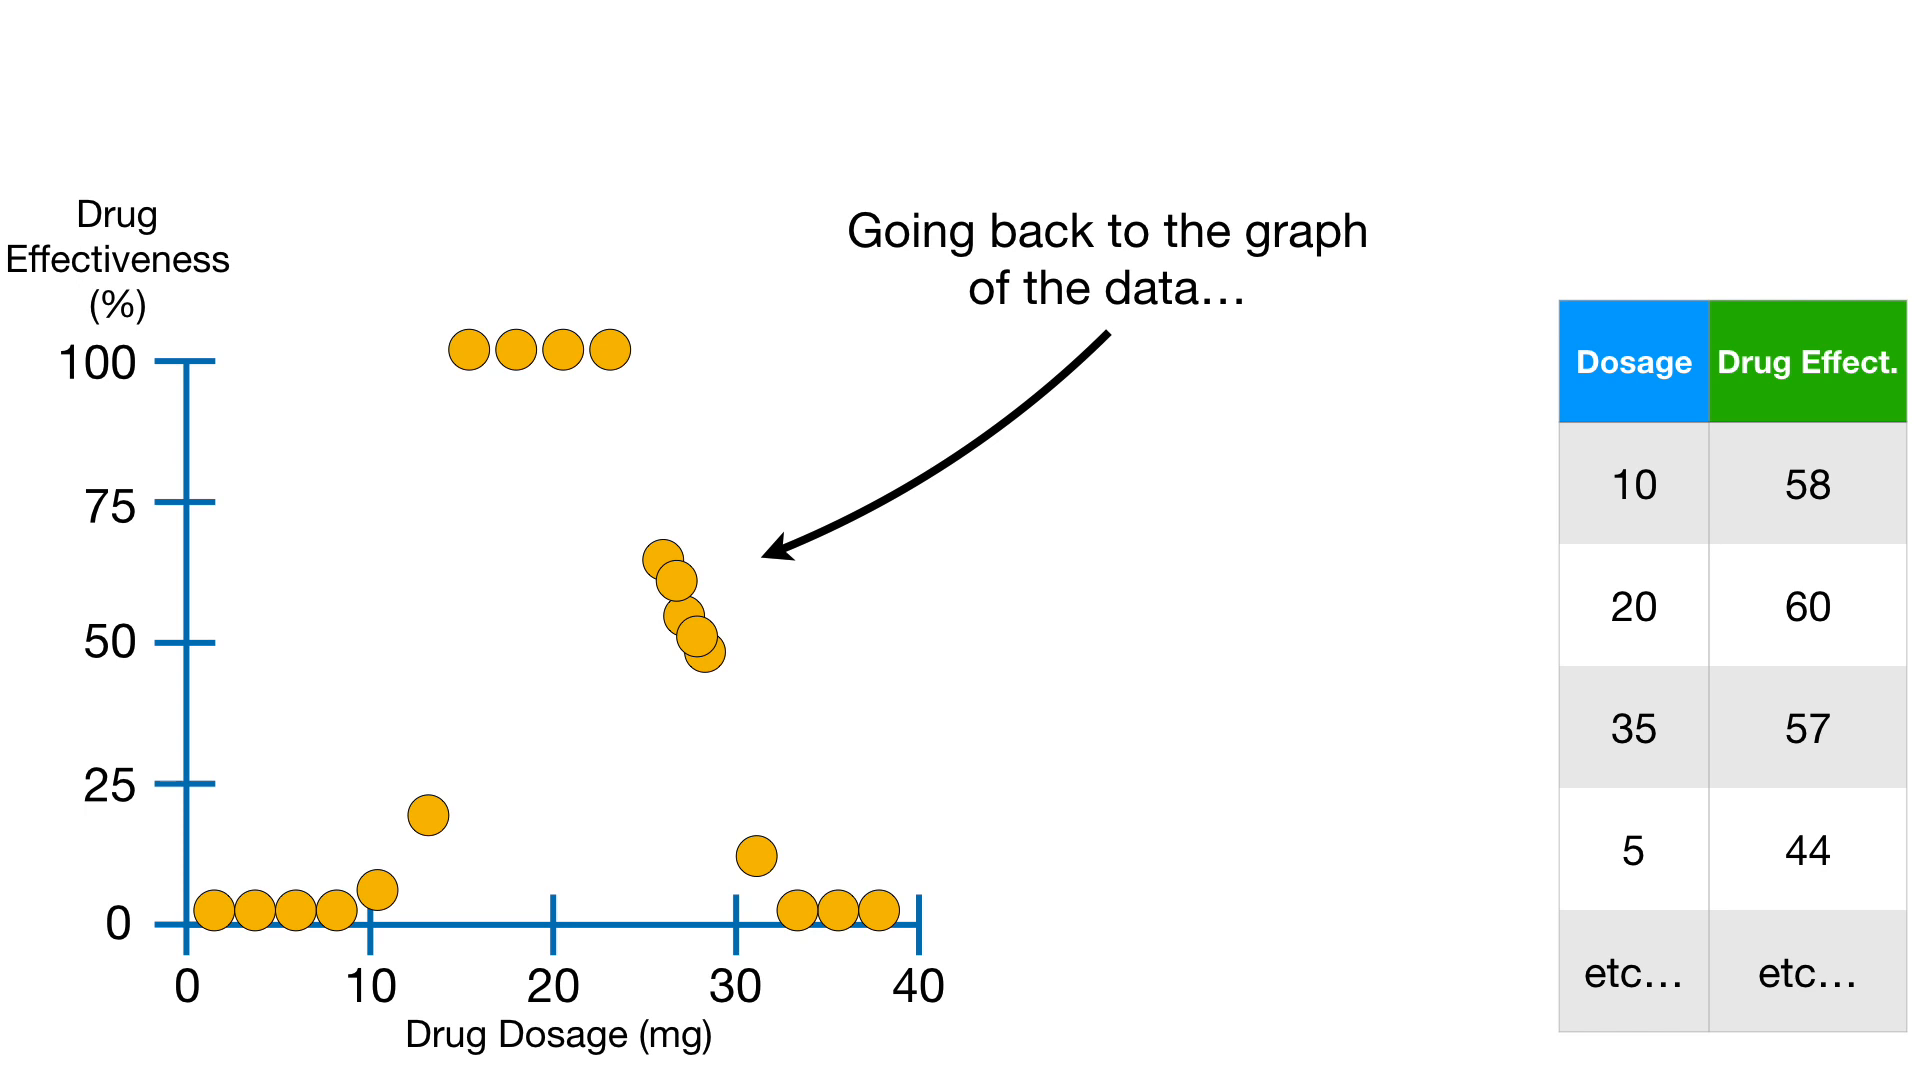 Drug
Effectiveness
(%)
Going back to the graph
of the data…
100
75
50
25
0
0 10 20 30 40
Drug Dosage (mg)
Dosage Drug Effect.
10 58
20 60
35 57
5 44
etc… etc…